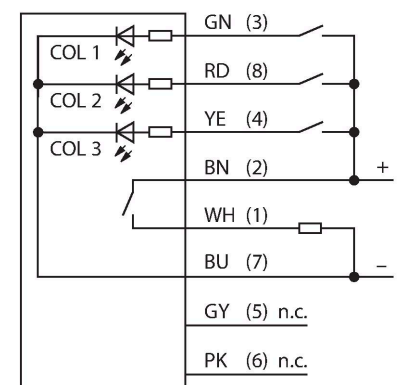 GN (3)
COL 1
RD (8)
COL 2
YE (4)
COL 3
BN (2)
+
WH (1)
BU (7)
–
GY (5) n.c.
PK (6) n.c.